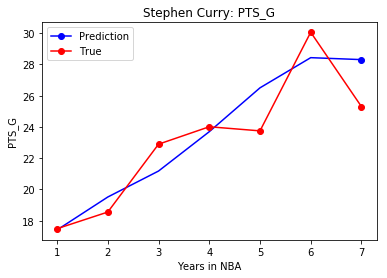 Stephen Curry: PTS_G
Prediction
True
PTS_G
30
28
26
24
22
20
18
1 2 3 4 5 6 7
Years in NBA